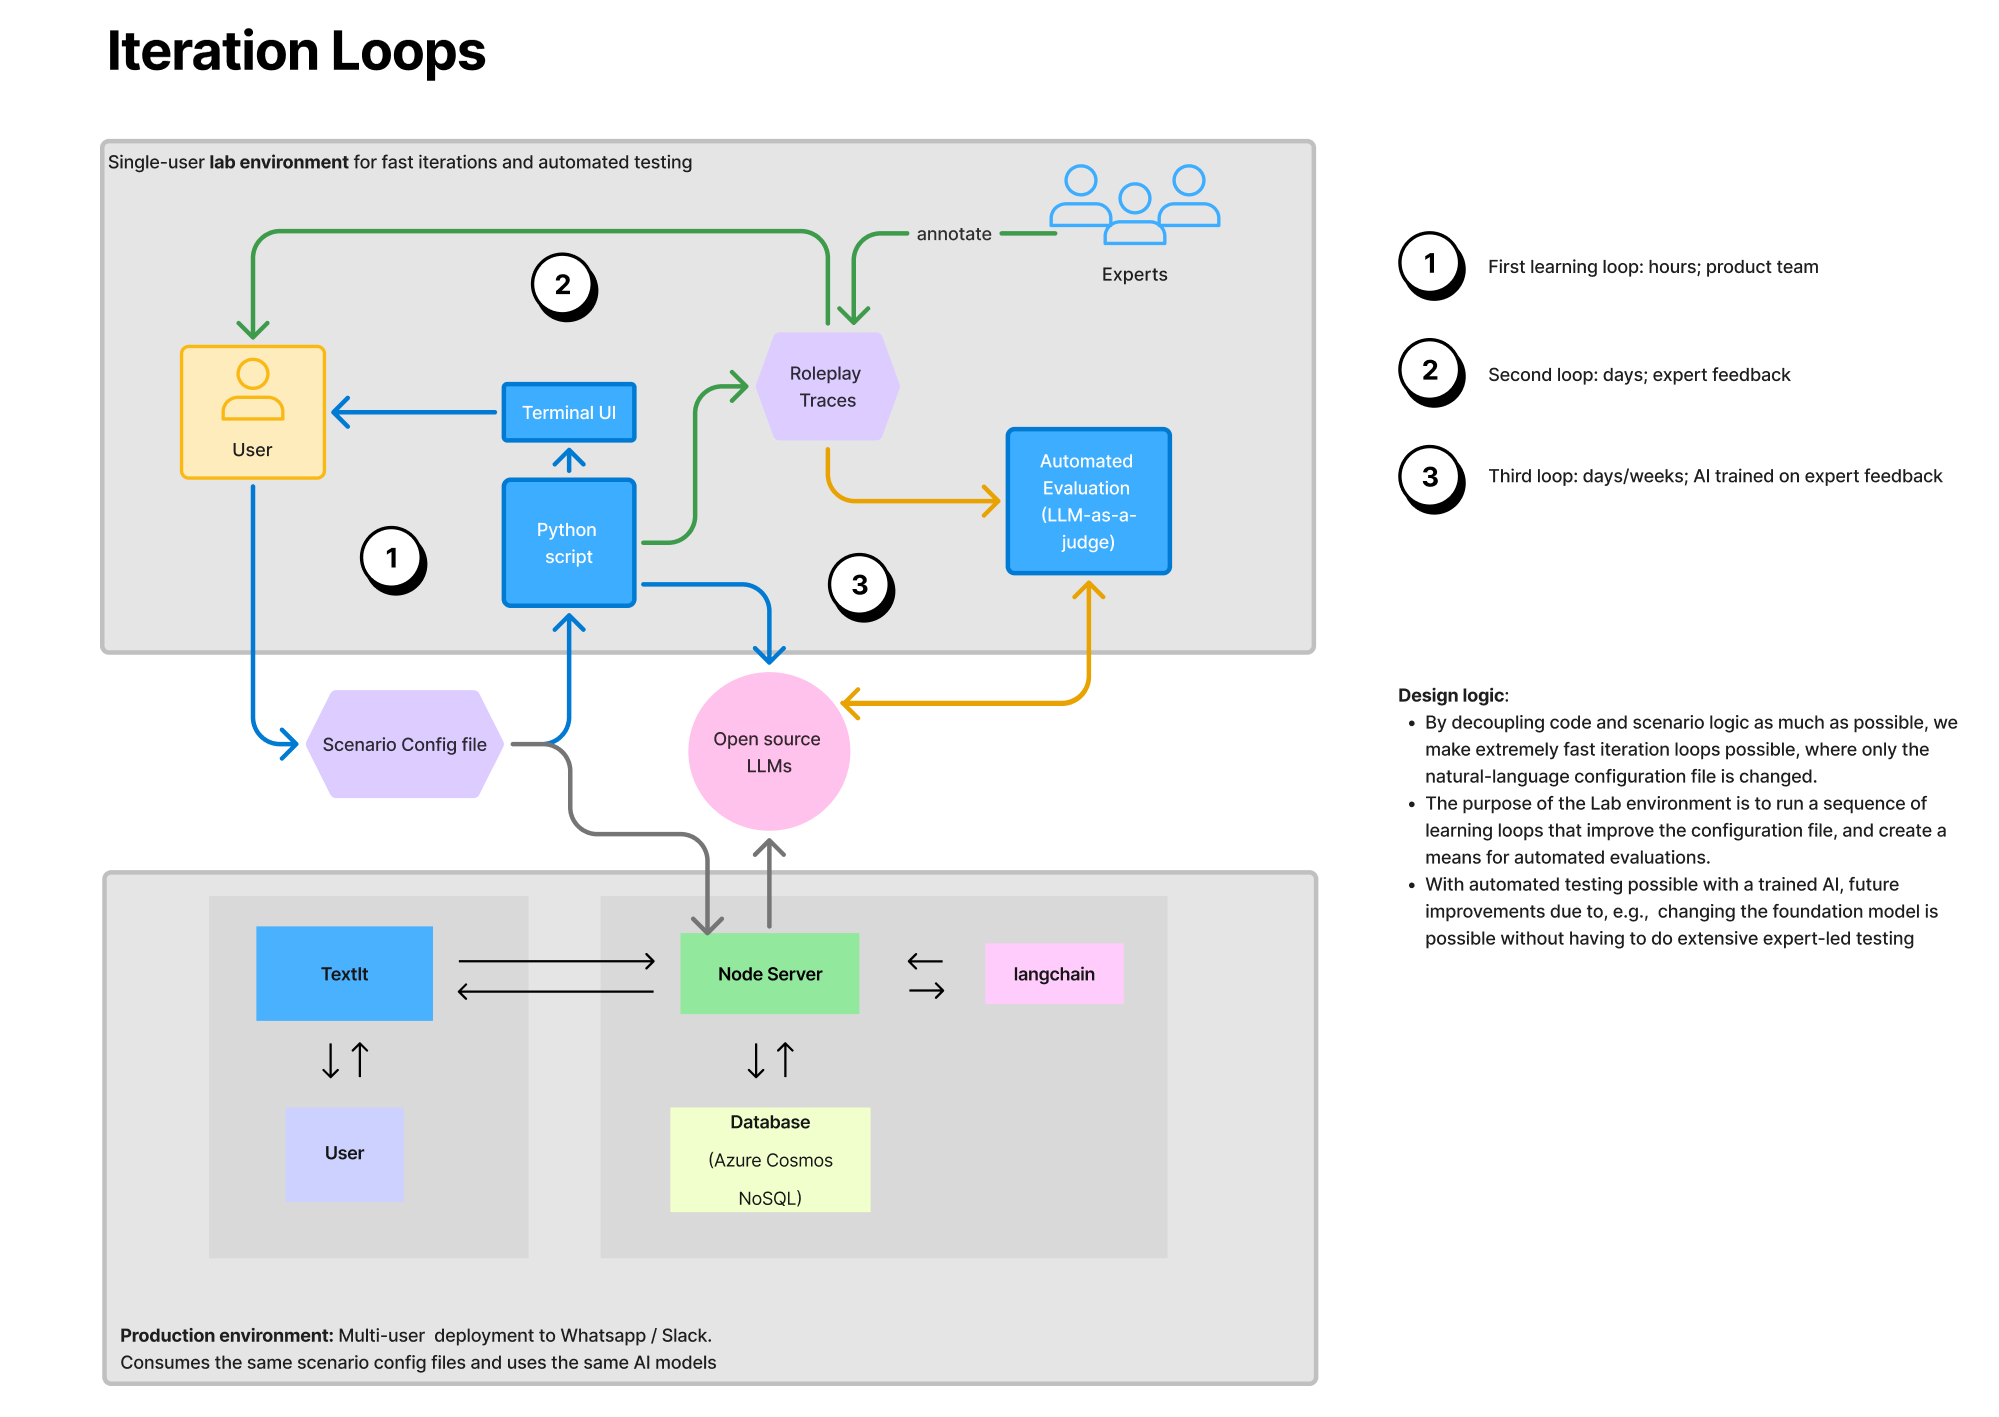 Iteration Loops
Single-user lab environment for fast iterations and automated testing
annotate
Experts
2
User
Terminal UI
Roleplay
Traces
Python
script
Automated
Evaluation
(LLM-as-a-
judge)
1
3
Scenario Config file
Open source
LLMs
TextIt
Node Server
langchain
User
Database
(Azure Cosmos
NoSQL)
Production environment: Multi-user  deployment to Whatsapp / Slack.
Consumes the same scenario config files and uses the same AI models
1
First learning loop: hours; product team
2
Second loop: days; expert feedback
3
Third loop: days/weeks; AI trained on expert feedback
Design logic:
• By decoupling code and scenario logic as much as possible, we
make extremely fast iteration loops possible, where only the
natural-language configuration file is changed.
• The purpose of the Lab environment is to run a sequence of
learning loops that improve the configuration file, and create a
means for automated evaluations.
• With automated testing possible with a trained AI, future
improvements due to, e.g.,  changing the foundation model is
possible without having to do extensive expert-led testing